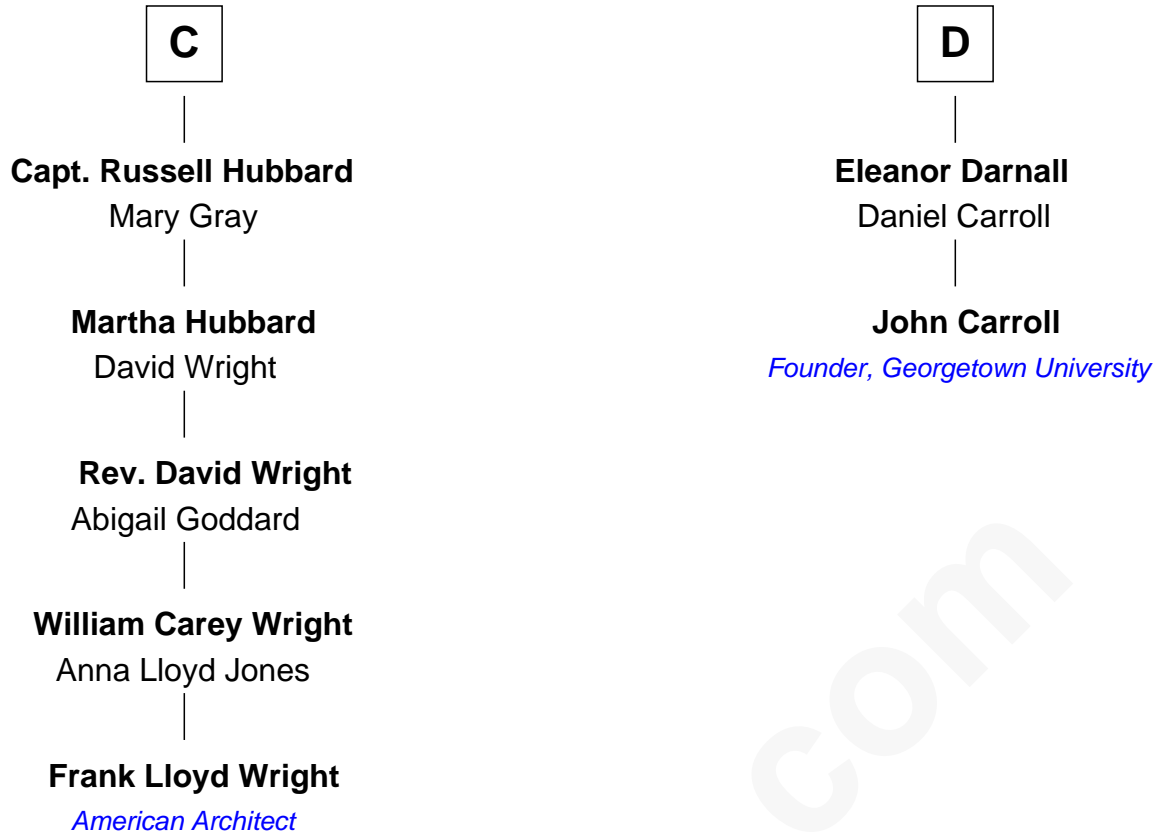 C
Capt. Russell Hubbard
Mary Gray
Martha Hubbard
David Wright
Rev. David Wright
Abigail Goddard
William Carey Wright
Anna Lloyd Jones
Frank Lloyd Wright
American Architect
D
Eleanor Darnall
Daniel Carroll
John Carroll
Founder, Georgetown University
com